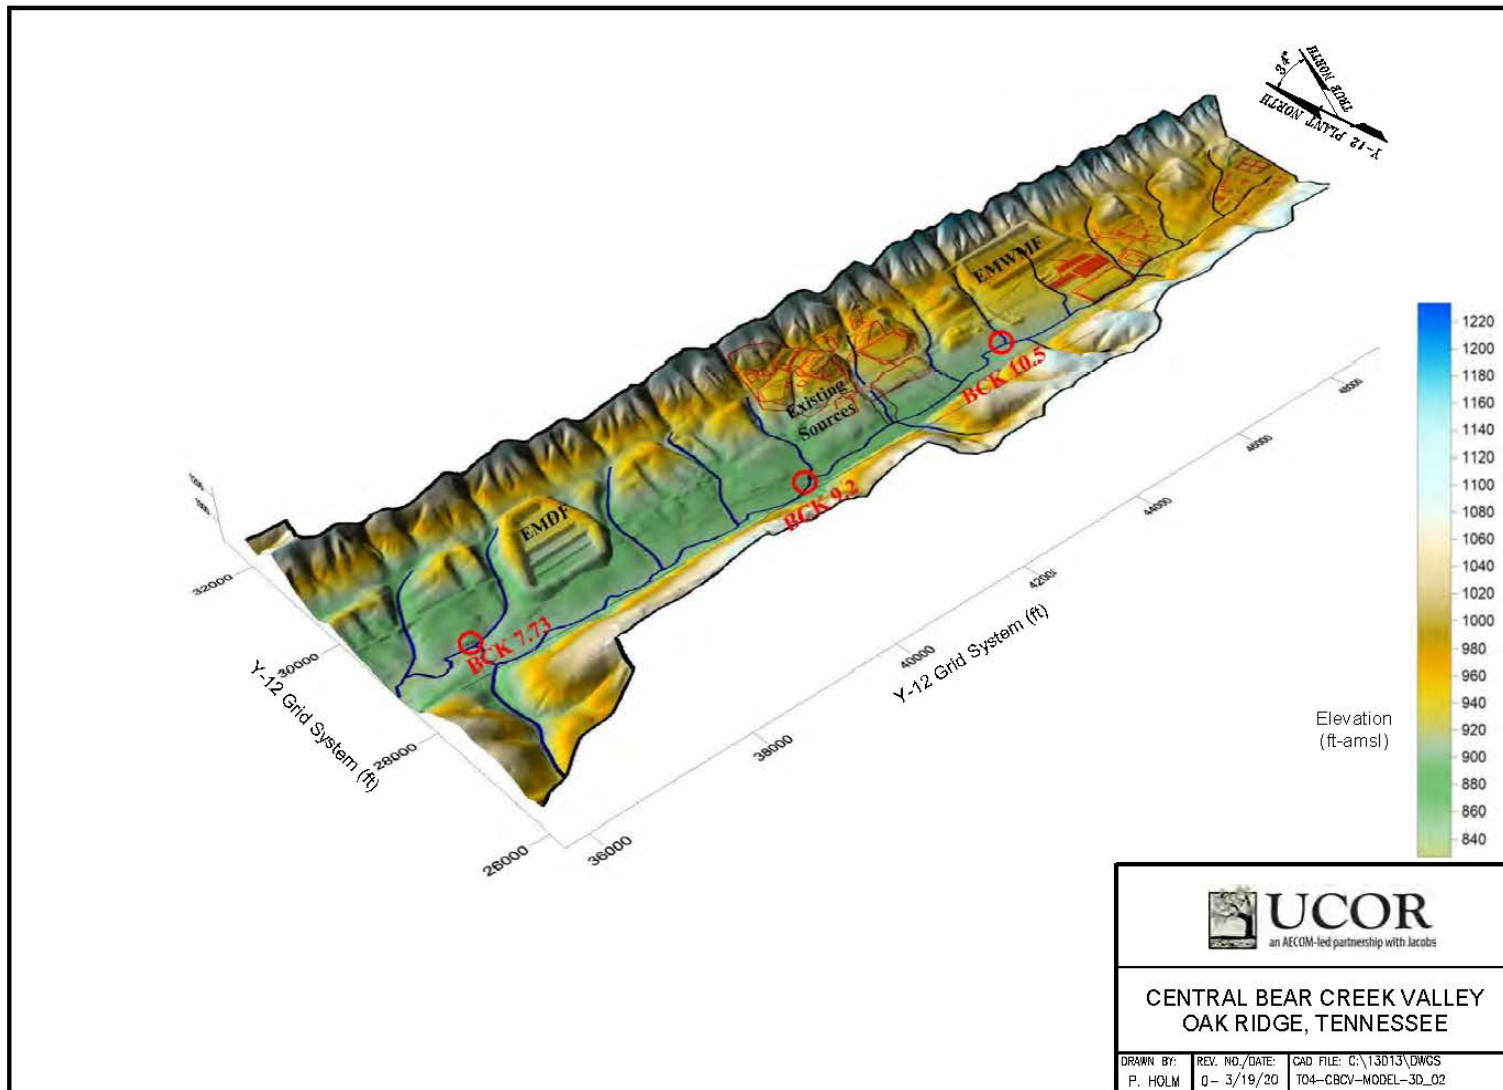 34°
TRUE NORTH
Y-12 PLANT NORTH
EMWMF
BCK 10.5
Existing
Sources
BCK 9.2
EMDF
BCK 7.73
1200
1000
32000
30000
28000
26000
Y-12 Grid System (ft)
36000
38000
40000
42000
44000
46000
48000
Y-12 Grid System (ft)
1220
1200
1180
1160
1140
1120
1100
1080
1060
1040
1020
1000
980
960
940
920
900
880
860
840
Elevation
(ft-amsl)
UCOR
an AECOM-led partnership with Jacobs
CENTRAL BEAR CREEK VALLEY
OAK RIDGE, TENNESSEE
DRAWN BY:
P. HOLM
REV. NO./DATE:
0- 3/19/20
CAD FILE: C:\13D13\DWGS
T04-CBCV-MODEL-3D_02